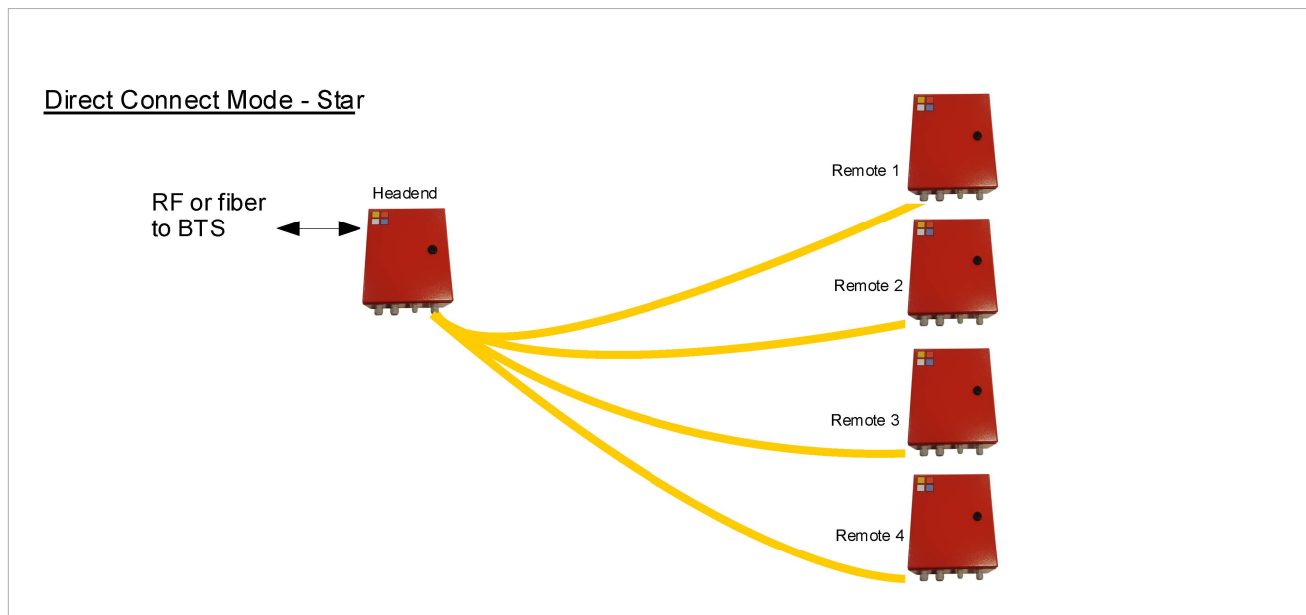 Direct Connect Mode - Star
RF or fiber
to BTS
Headend
Remote 1
Remote 2
Remote 3
Remote 4